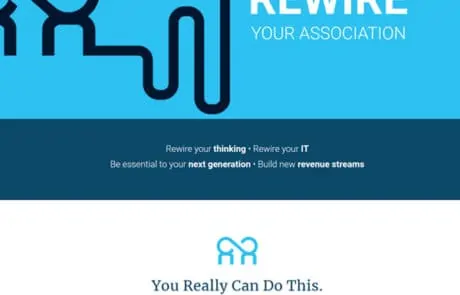 REWIRE
YOUR ASSOCIATION
Rewire your thinking • Rewire your IT
Be essential to your next generation • Build new revenue streams
You Really Can Do This.